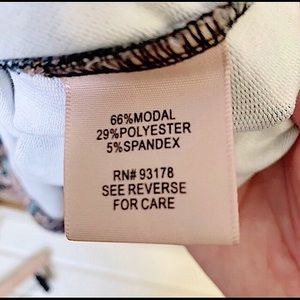 66%MODAL
29%POLYESTER
5%SPANDEX
RN# 93178
SEE REVERSE
FOR CARE